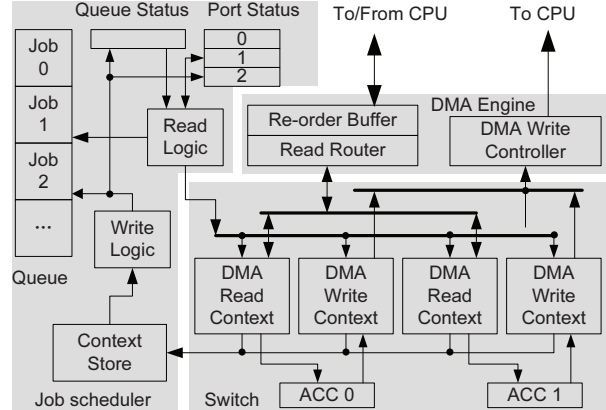 Queue Status
Port Status
To/From CPU
To CPU
Job
0
Job
1
Job
2
...
Queue
0
1
2
Read
Logic
Write
Logic
Context
Store
Job scheduler
DMA Engine
Re-order Buffer
Read Router
DMA Write
Controller
DMA
Read
Context
DMA
Write
Context
DMA
Read
Context
DMA
Write
Context
Switch
ACC 0
ACC 1